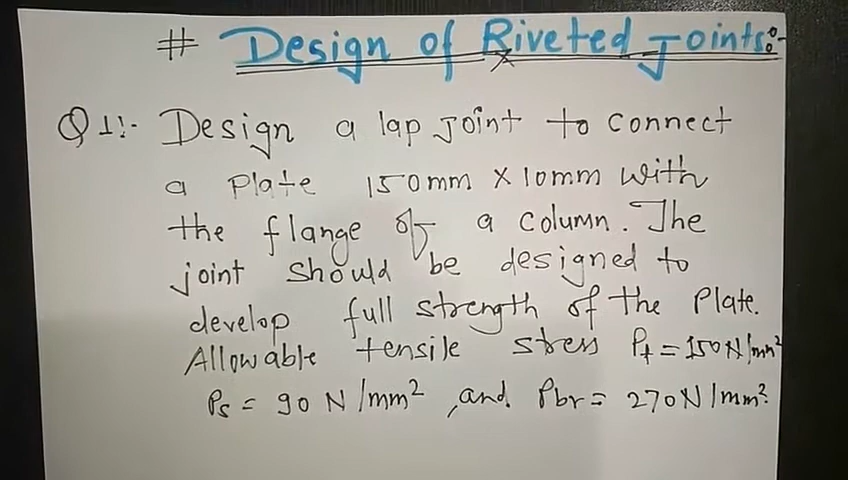 # Design of Riveted Joints:-
Q 1:- Design a lap joint to connect
a plate 150mm x 10mm with
the flange of a column. The
joint should be designed to
develop full strength of the plate.
Allowable tensile stress Pt = 150 N/mm²
Ps = 90 N/mm², and Pbr = 270 N/mm².